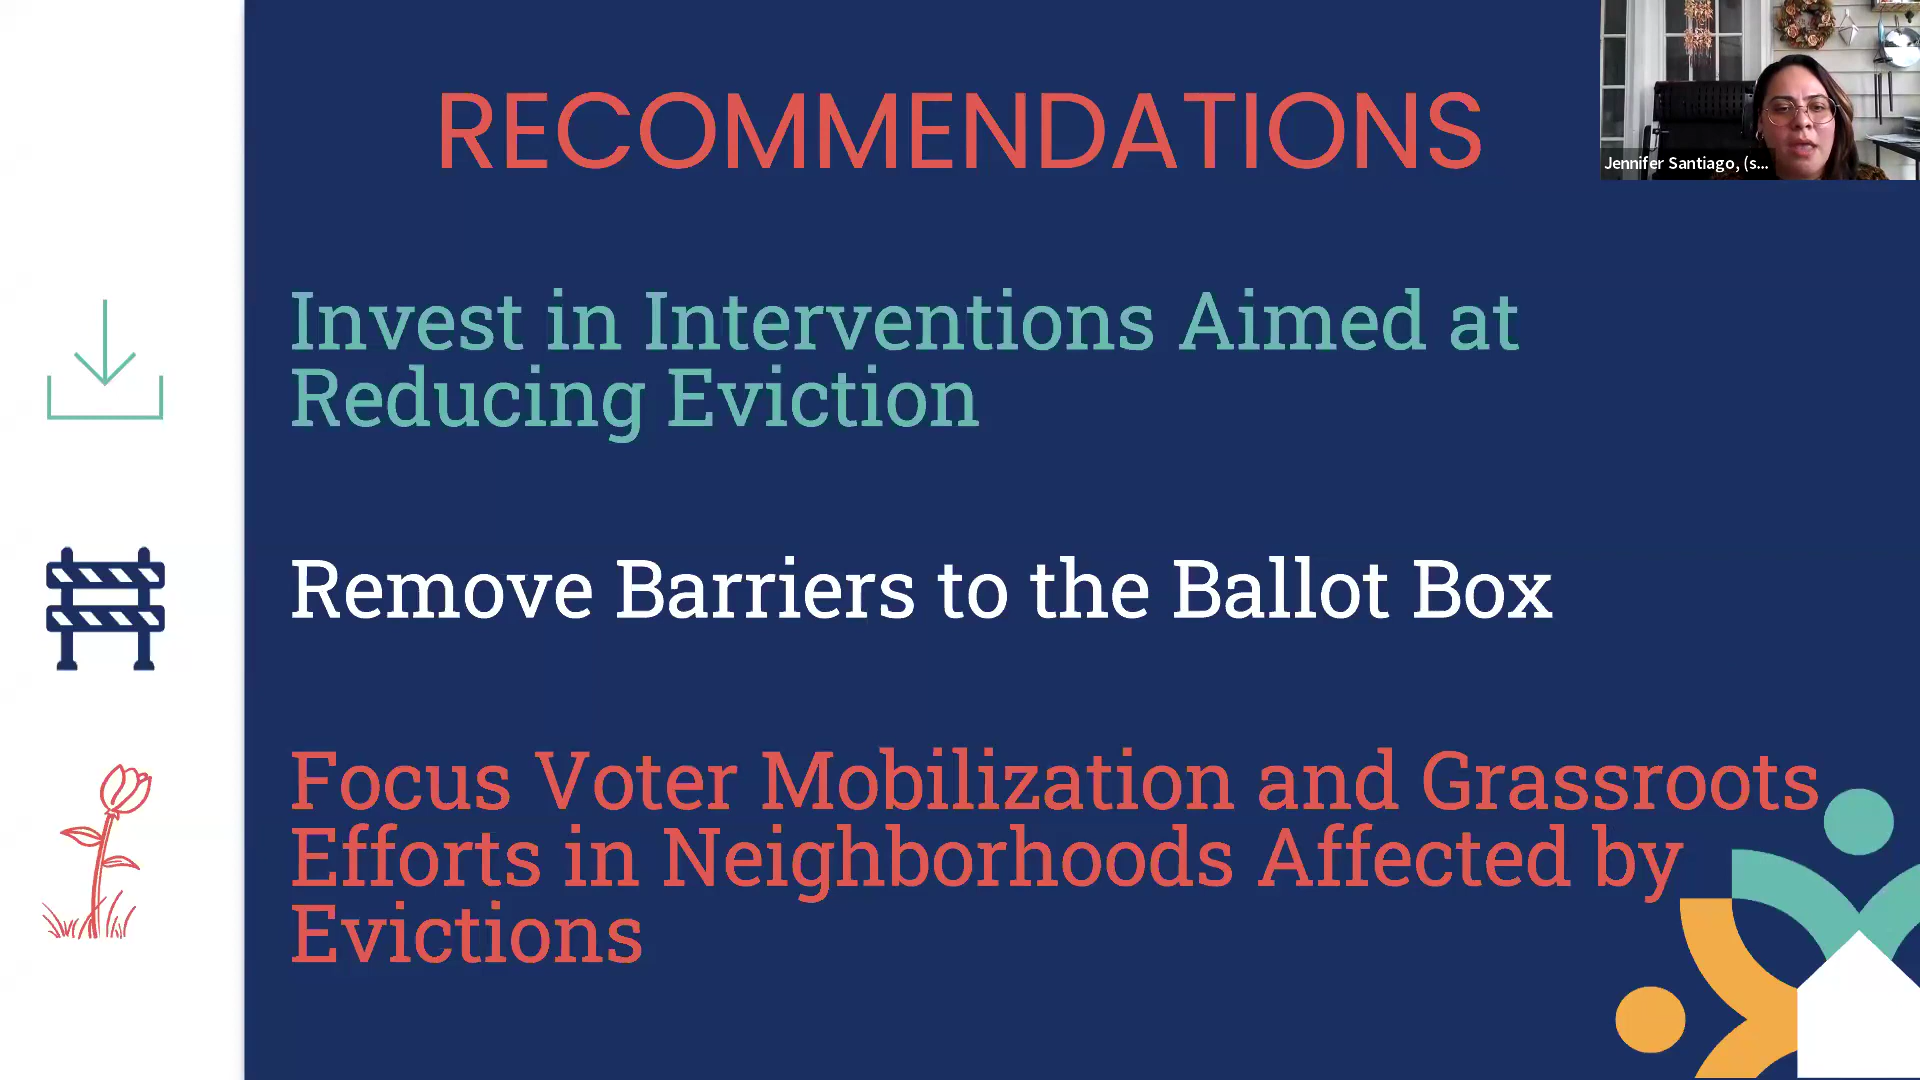 RECOMMENDATIONS
Jennifer Santiago, (s...
Invest in Interventions Aimed at
Reducing Eviction
Remove Barriers to the Ballot Box
Focus Voter Mobilization and Grassroots
Efforts in Neighborhoods Affected by
Evictions